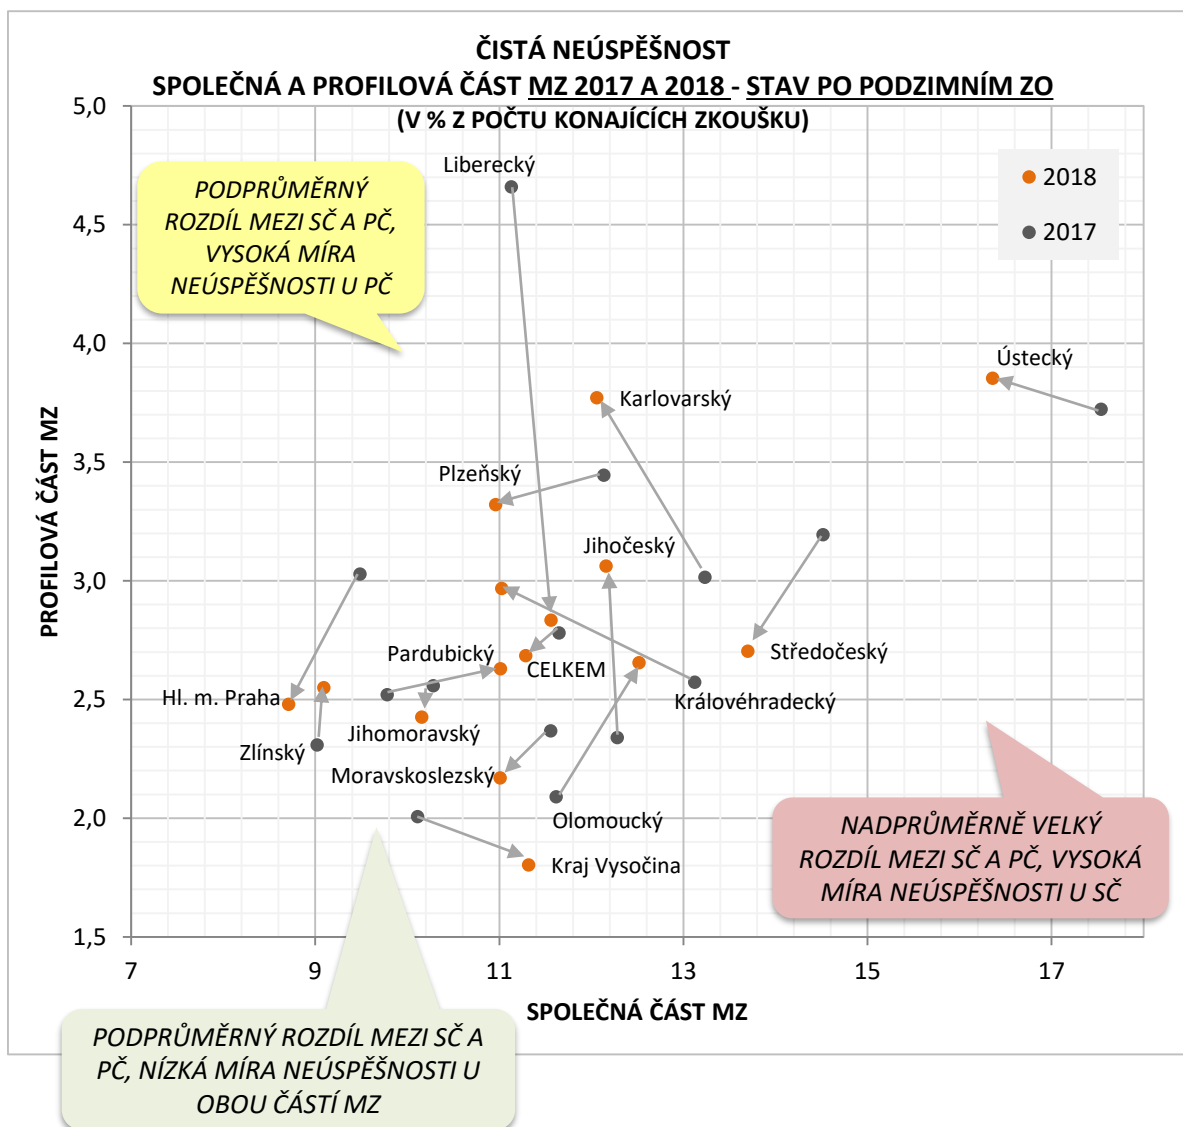 ČISTÁ NEÚSPĚŠNOST
SPOLEČNÁ A PROFILOVÁ ČÁST MZ 2017 A 2018 - STAV PO PODZIMNÍM ZO
(V % Z POČTU KONAJÍCÍCH ZKOUŠKU)
5,0
4,5
4,0
3,5
3,0
2,5
2,0
1,5
PROFILOVÁ ČÁST MZ
2018
2017
PODPRŮMĚRNÝ
ROZDÍL MEZI SČ A PČ,
VYSOKÁ MÍRA
NEÚSPĚŠNOSTI U PČ
Liberecký
Ústecký
Karlovarský
Plzeňský
Jihočeský
Pardubický
CELKEM
Středočeský
Hl. m. Praha
Královéhradecký
Jihomoravský
Zlínský
Moravskoslezský
Olomoucký
Kraj Vysočina
NADPRŮMĚRNĚ VELKÝ
ROZDÍL MEZI SČ A PČ, VYSOKÁ
MÍRA NEÚSPĚŠNOSTI U SČ
7
9
11
13
15
17
SPOLEČNÁ ČÁST MZ
PODPRŮMĚRNÝ ROZDÍL MEZI SČ A
PČ, NÍZKÁ MÍRA NEÚSPĚŠNOSTI U
OBOU ČÁSTÍ MZ